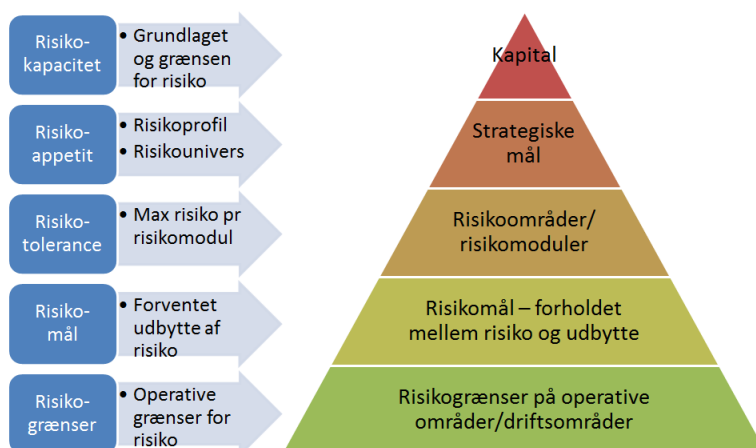 Risiko-
kapacitet
• Grundlaget
og grænsen
for risiko
Kapital
Risiko-
appetit
• Risikoprofil
• Risikounivers
Strategiske
mål
Risiko-
tolerance
• Max risiko pr
risikomodul
Risikoområder/
risikomoduler
Risiko-
mål
• Forventet
udbytte af
risiko
Risikomål – forholdet
mellem risiko og udbytte
Risiko-
grænser
• Operative
grænser for
risiko
Risikogrænser på operative
områder/driftsområder